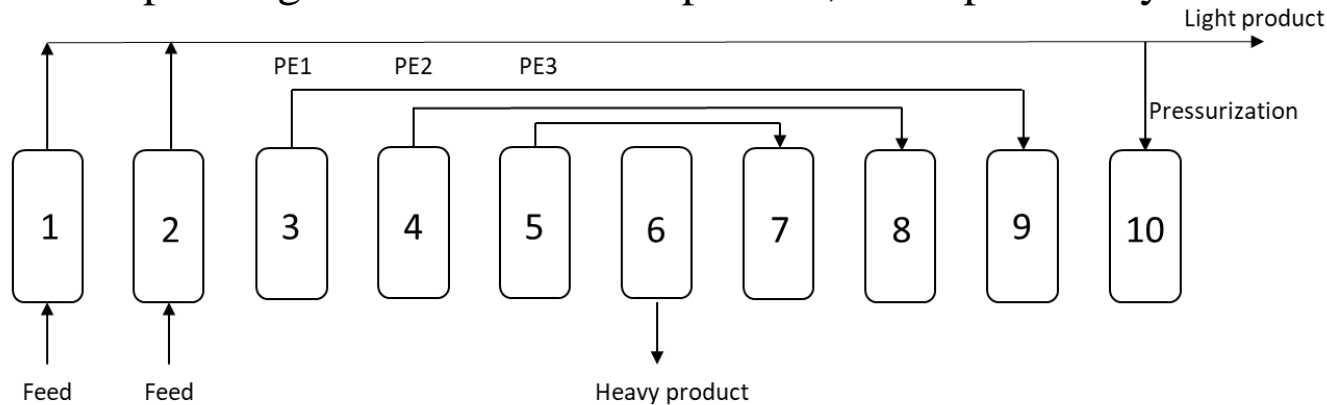 Light product
PE1 PE2 PE3
Pressurization
1 2 3 4 5 6 7 8 9 10
Feed Feed Heavy product